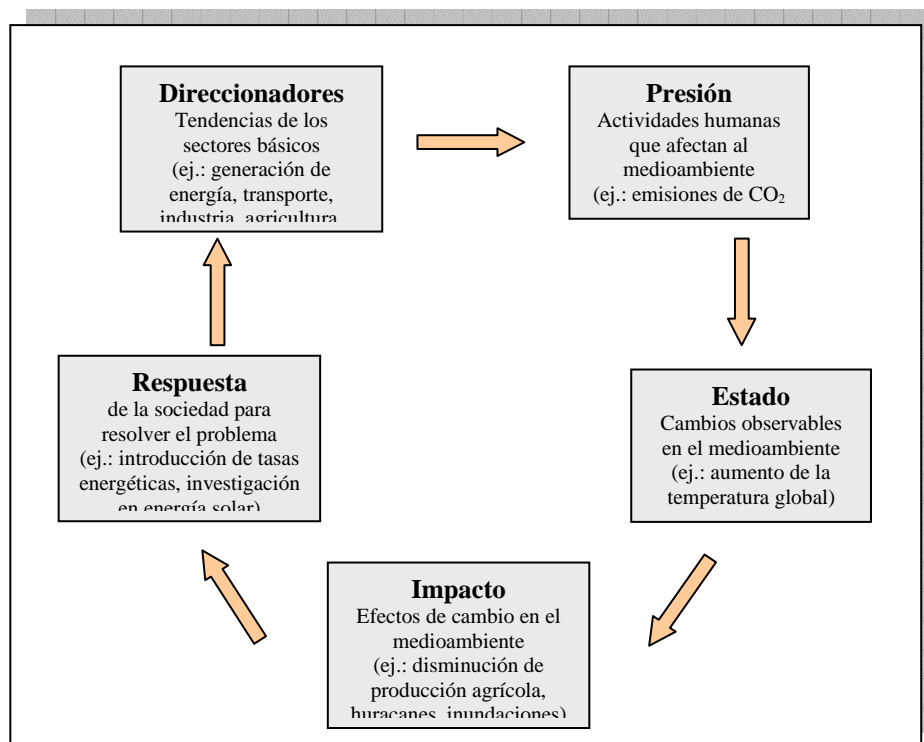 Direccionadores
Tendencias de los
sectores básicos
(ej.: generación de
energía, transporte,
industria, agricultura
Presión
Actividades humanas
que afectan al
medioambiente
(ej.: emisiones de CO₂
Estado
Cambios observables
en el medioambiente
(ej.: aumento de la
temperatura global)
Impacto
Efectos de cambio en el
medioambiente
(ej.: disminución de
producción agrícola,
huracanes, inundaciones)
Respuesta
de la sociedad para
resolver el problema
(ej.: introducción de tasas
energéticas, investigación
en energía solar)